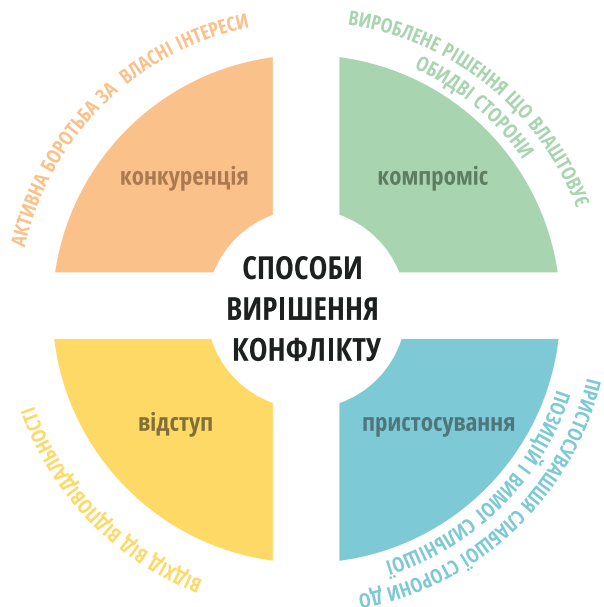 АКТИВНА БОРОТЬБА ЗА ВЛАСНІ ІНТЕРЕСИ
конкуренція
ВИРОБЛЕНЕ РІШЕННЯ ЩО ВЛАШТОВУЄ
ОБИДВІ СТОРОНИ
компроміс
СПОСОБИ
ВИРІШЕННЯ
КОНФЛІКТУ
відступ
ВІДХІД ВІД ВІДПОВІДАЛЬНОСТІ
пристосування
ПРИСТОСУВАШШЯ СЛАБШОЇ СТОРОНИ ДО
ПОЗИЦІЙ І ВИМОГ СИЛЬНІШОЇ